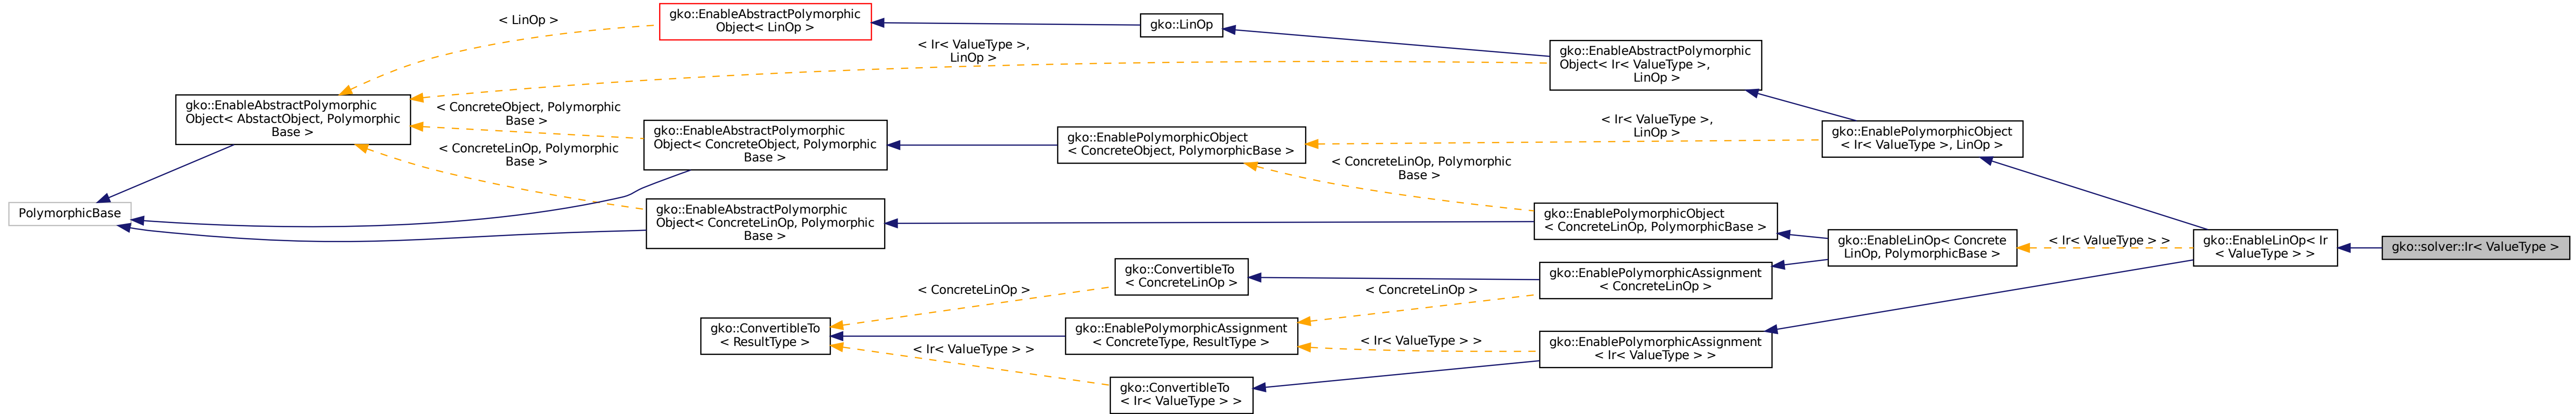 PolymorphicBase
gko::EnableAbstractPolymorphic
Object< AbstactObject, Polymorphic
Base >
< LinOp >
< Ir< ValueType >,
LinOp >
< ConcreteObject, Polymorphic
Base >
< ConcreteLinOp, Polymorphic
Base >
gko::EnableAbstractPolymorphic
Object< LinOp >
gko::EnableAbstractPolymorphic
Object< ConcreteObject, Polymorphic
Base >
gko::EnableAbstractPolymorphic
Object< ConcreteLinOp, Polymorphic
Base >
gko::ConvertibleTo
< ResultType >
< ConcreteLinOp >
< Ir< ValueType > >
gko::LinOp
gko::EnablePolymorphicObject
< ConcreteObject, PolymorphicBase >
gko::ConvertibleTo
< ConcreteLinOp >
gko::EnablePolymorphicAssignment
< ConcreteType, ResultType >
gko::ConvertibleTo
< Ir< ValueType > >
< Ir< ValueType >,
LinOp >
< ConcreteLinOp, Polymorphic
Base >
< ConcreteLinOp >
< Ir< ValueType > >
gko::EnableAbstractPolymorphic
Object< Ir< ValueType >,
LinOp >
gko::EnablePolymorphicObject
< ConcreteLinOp, PolymorphicBase >
gko::EnablePolymorphicAssignment
< ConcreteLinOp >
gko::EnablePolymorphicAssignment
< Ir< ValueType > >
gko::EnablePolymorphicObject
< Ir< ValueType >, LinOp >
gko::EnableLinOp< Concrete
LinOp, PolymorphicBase >
< Ir< ValueType > >
gko::EnableLinOp< Ir
< ValueType > >
gko::solver::Ir< ValueType >